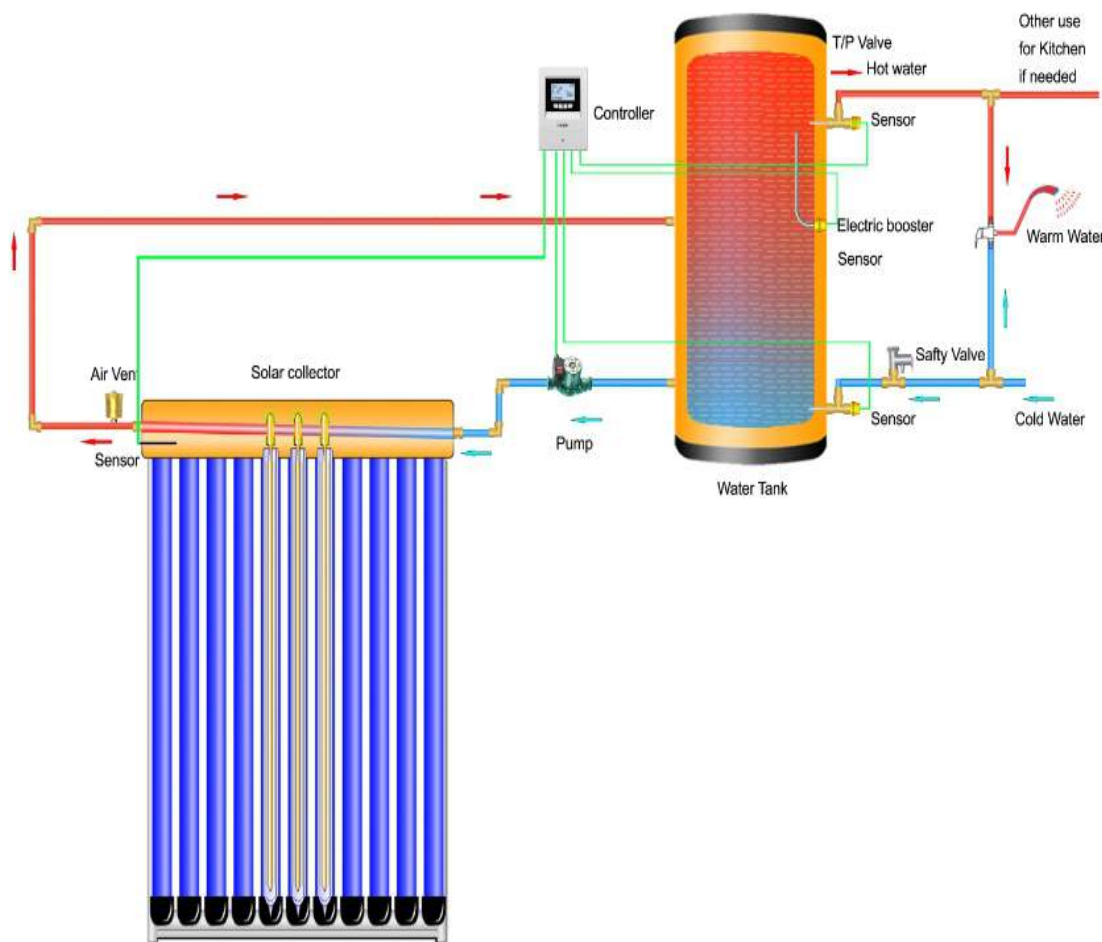 Other use
for Kitchen
if needed
T/P Valve
Hot water
Controller
Sensor
Electric booster
Sensor
Warm Water
Safty Valve
Air Ven
Solar collector
Sensor
Pump
Sensor
Cold Water
Water Tank